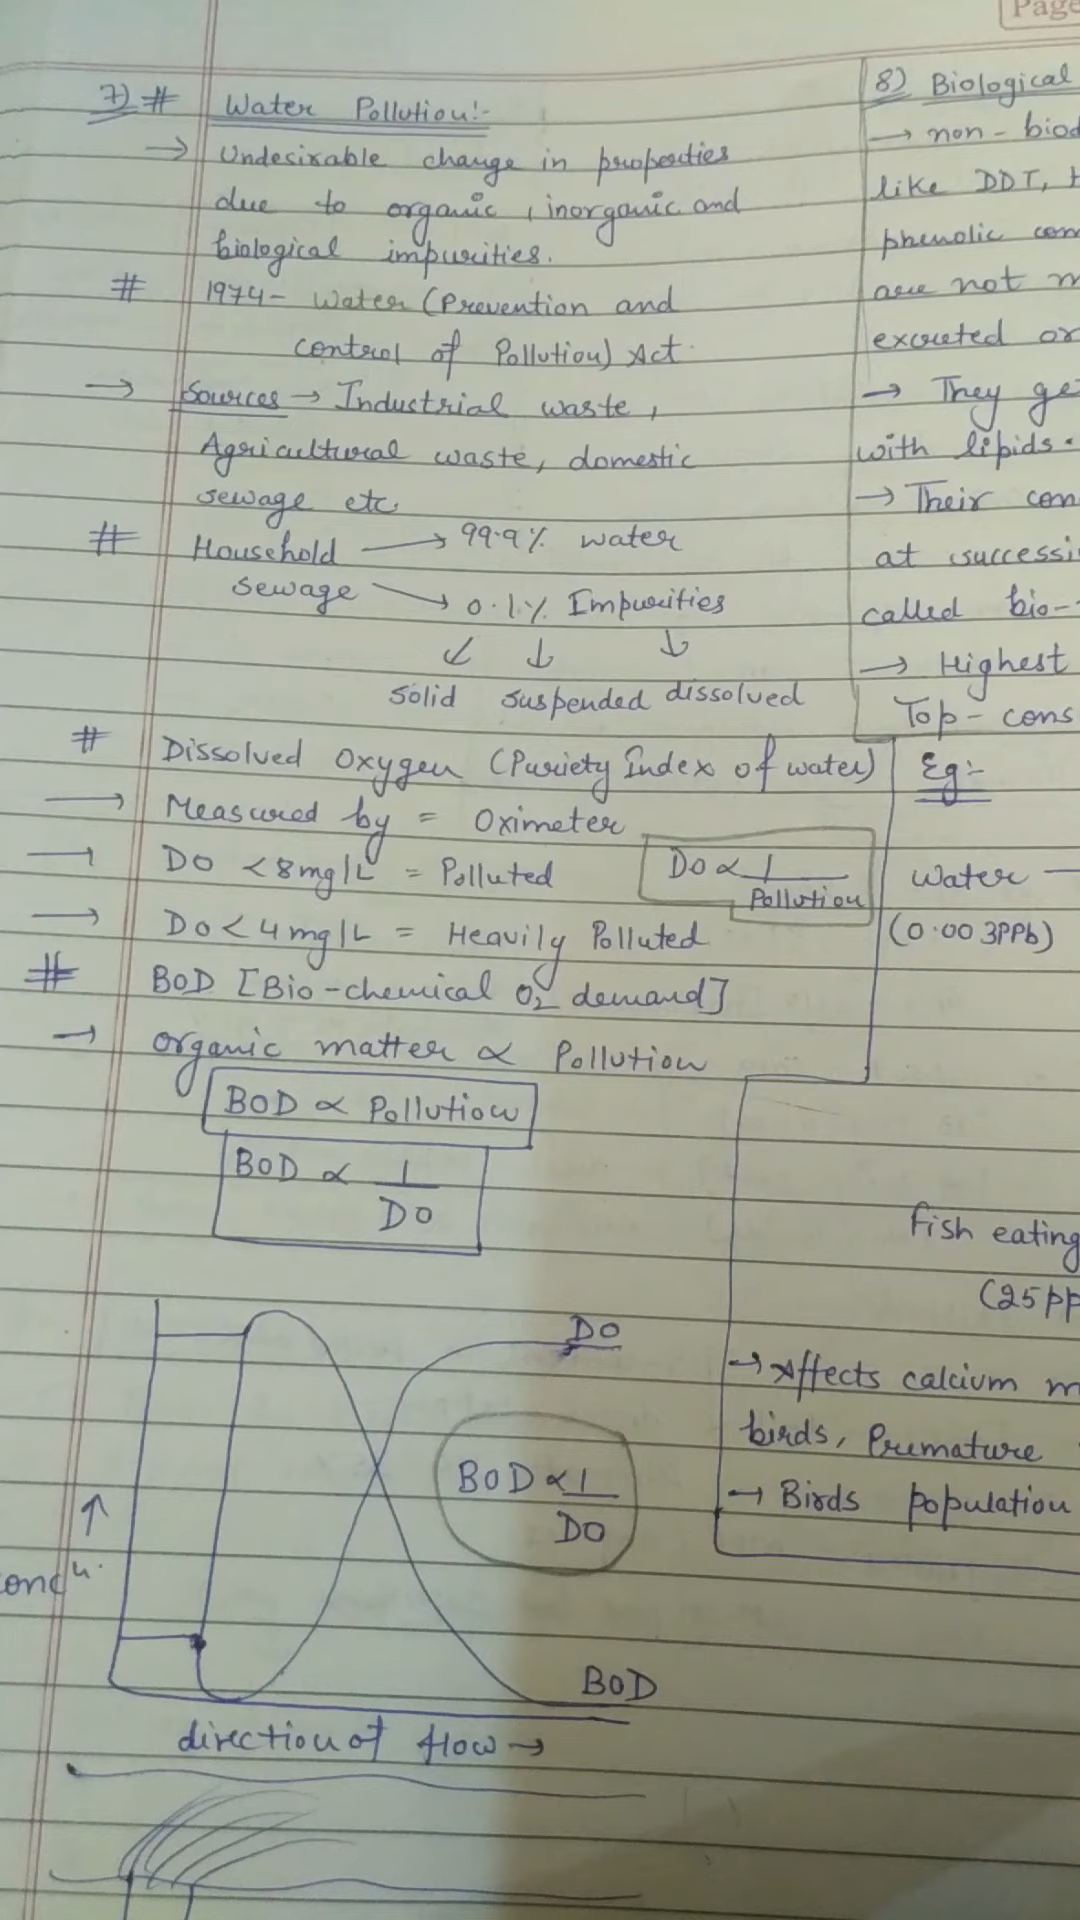 Page
7) # Water Pollution:-
→ Undesirable change in properties
due to organic, inorganic and
biological impurities.
# 1974- Water (Prevention and
control of Pollution) Act.
→ Sources → Industrial waste,
Agricultural waste, domestic
sewage etc.
# Household → 99.9% water
sewage → 0.1% Impurities
↙ ↓ ↓
solid suspended dissolved
# Dissolved Oxygen (Puriety Index of water)
→ Measured by = Oximeter
→ DO <8mg/L = Polluted
DO ∝ 1
Pollution
→ DO <4mg/L = Heavily Polluted
# BOD [Bio-chemical O2 demand]
→ organic matter ∝ Pollution
BOD ∝ Pollution
BOD ∝ 1
DO
DO
BOD ∝ 1
DO
↑
concn.
BOD
direction of flow →
8) Biological
→ non-biod
like DDT,
phenolic com
are not m
excreted or
→ They ge
with lipids.
→ Their con
at successi
called bio-
→ Highest
Top-cons
Eg:-
Water —
(0.003ppb)
Fish eating
(25pp
→ Affects calcium m
birds, Premature
→ Birds population